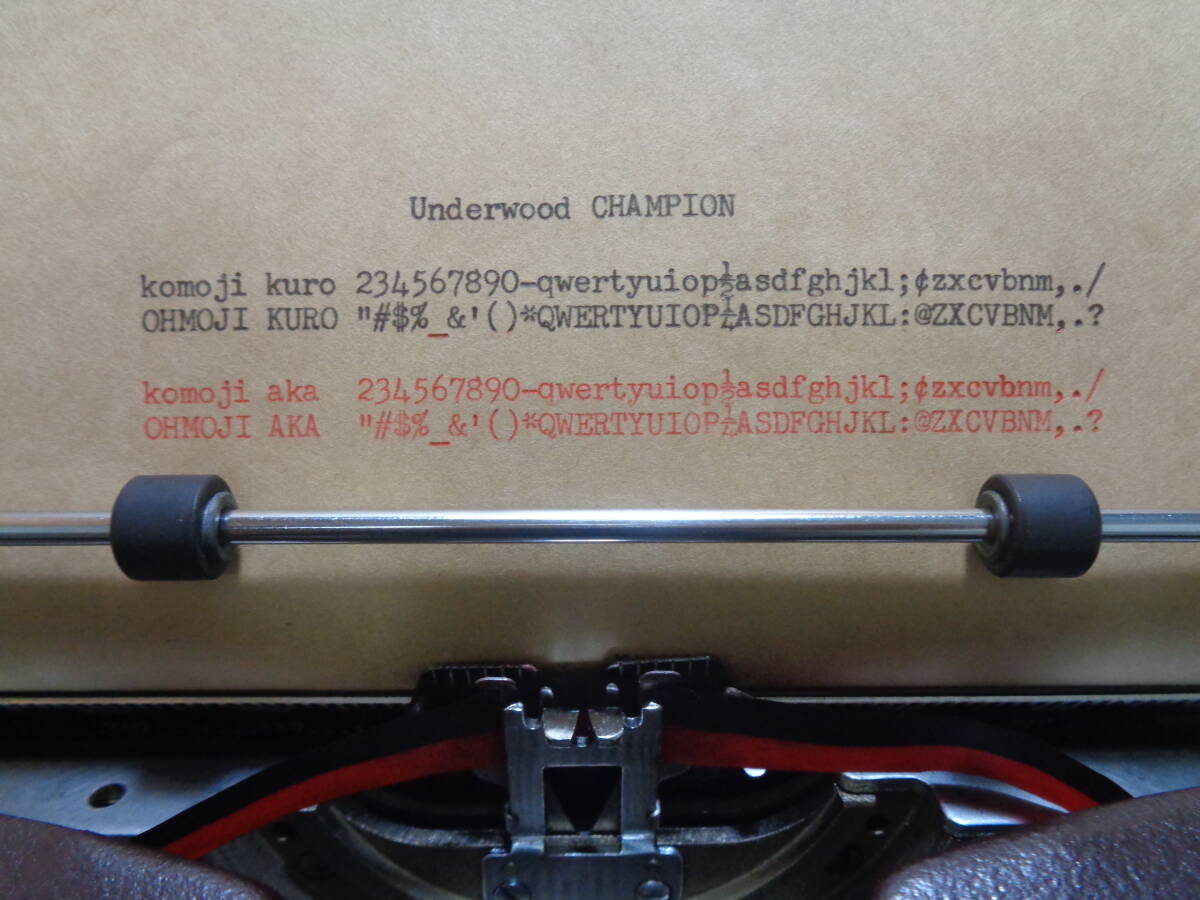 Underwood CHAMPION
komoji kuro 234567890-qwertyuiop½asdfghjkl;¢zxcvbnm,./
OHMOJI KURO "#$%_&'()*QWERTYUIOP¼ASDFGHJKL:@ZXCVBNM,.?
komoji aka 234567890-qwertyuiop½asdfghjkl;¢zxcvbnm,./
OHMOJI AKA "#$%_&'()*QWERTYUIOP¼ASDFGHJKL:@ZXCVBNM,.?